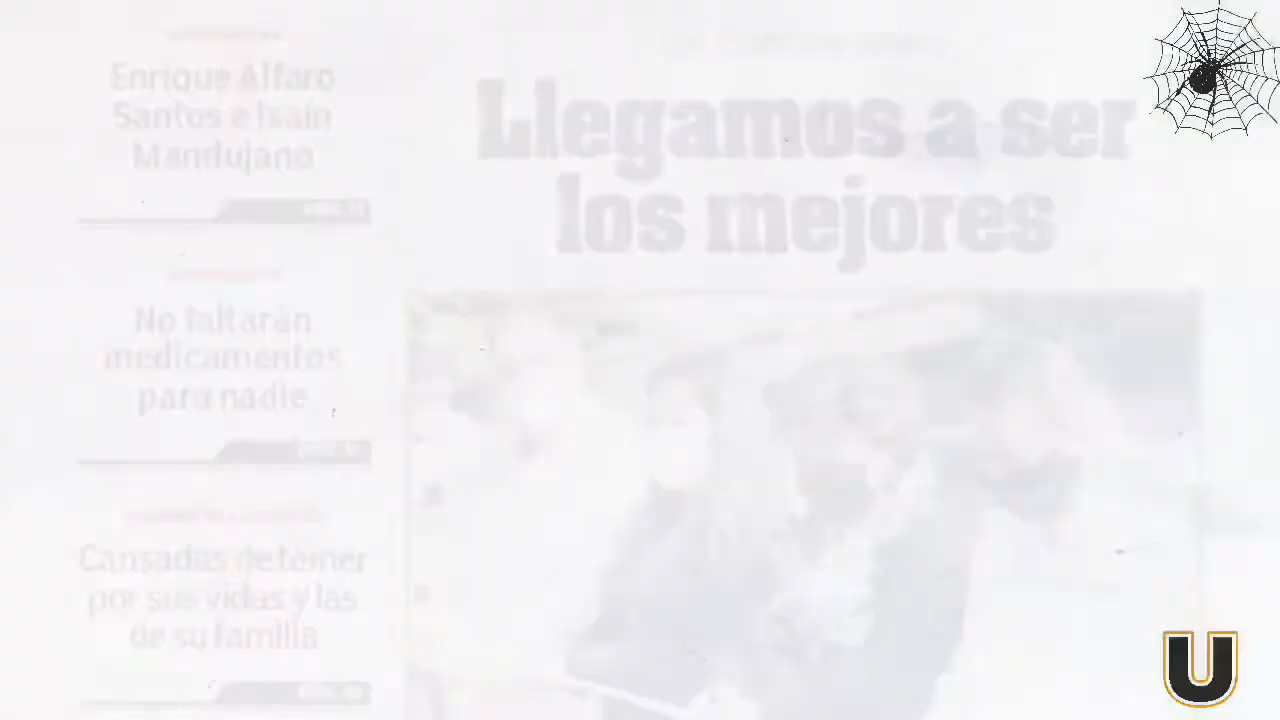 Enrique Alfaro
Santos e Isaín
Mandujano
No faltarán
medicamentos
para nadie
Cansadas de temer
por sus vidas y las
de su familia
Llegamos a ser
los mejores
U